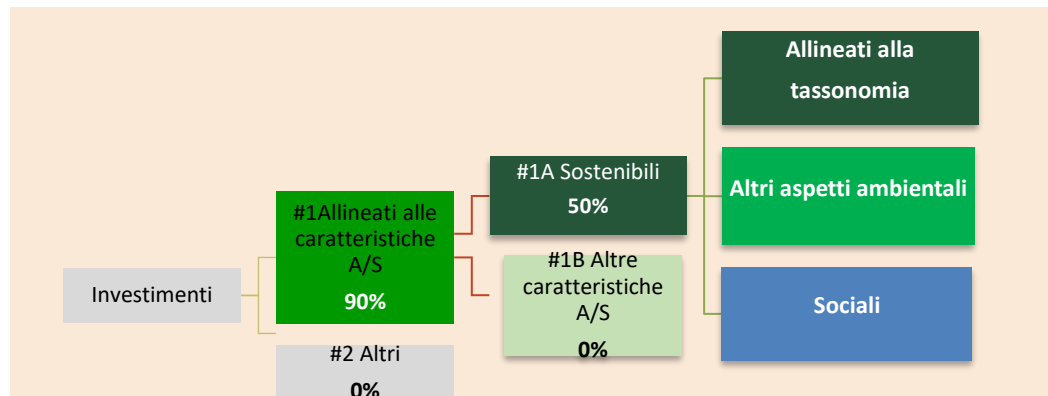 Investimenti
#1Allineati alle
caratteristiche
A/S
90%
#2 Altri
0%
#1A Sostenibili
50%
#1B Altre
caratteristiche
A/S
0%
Allineati alla
tassonomia
Altri aspetti ambientali
Sociali